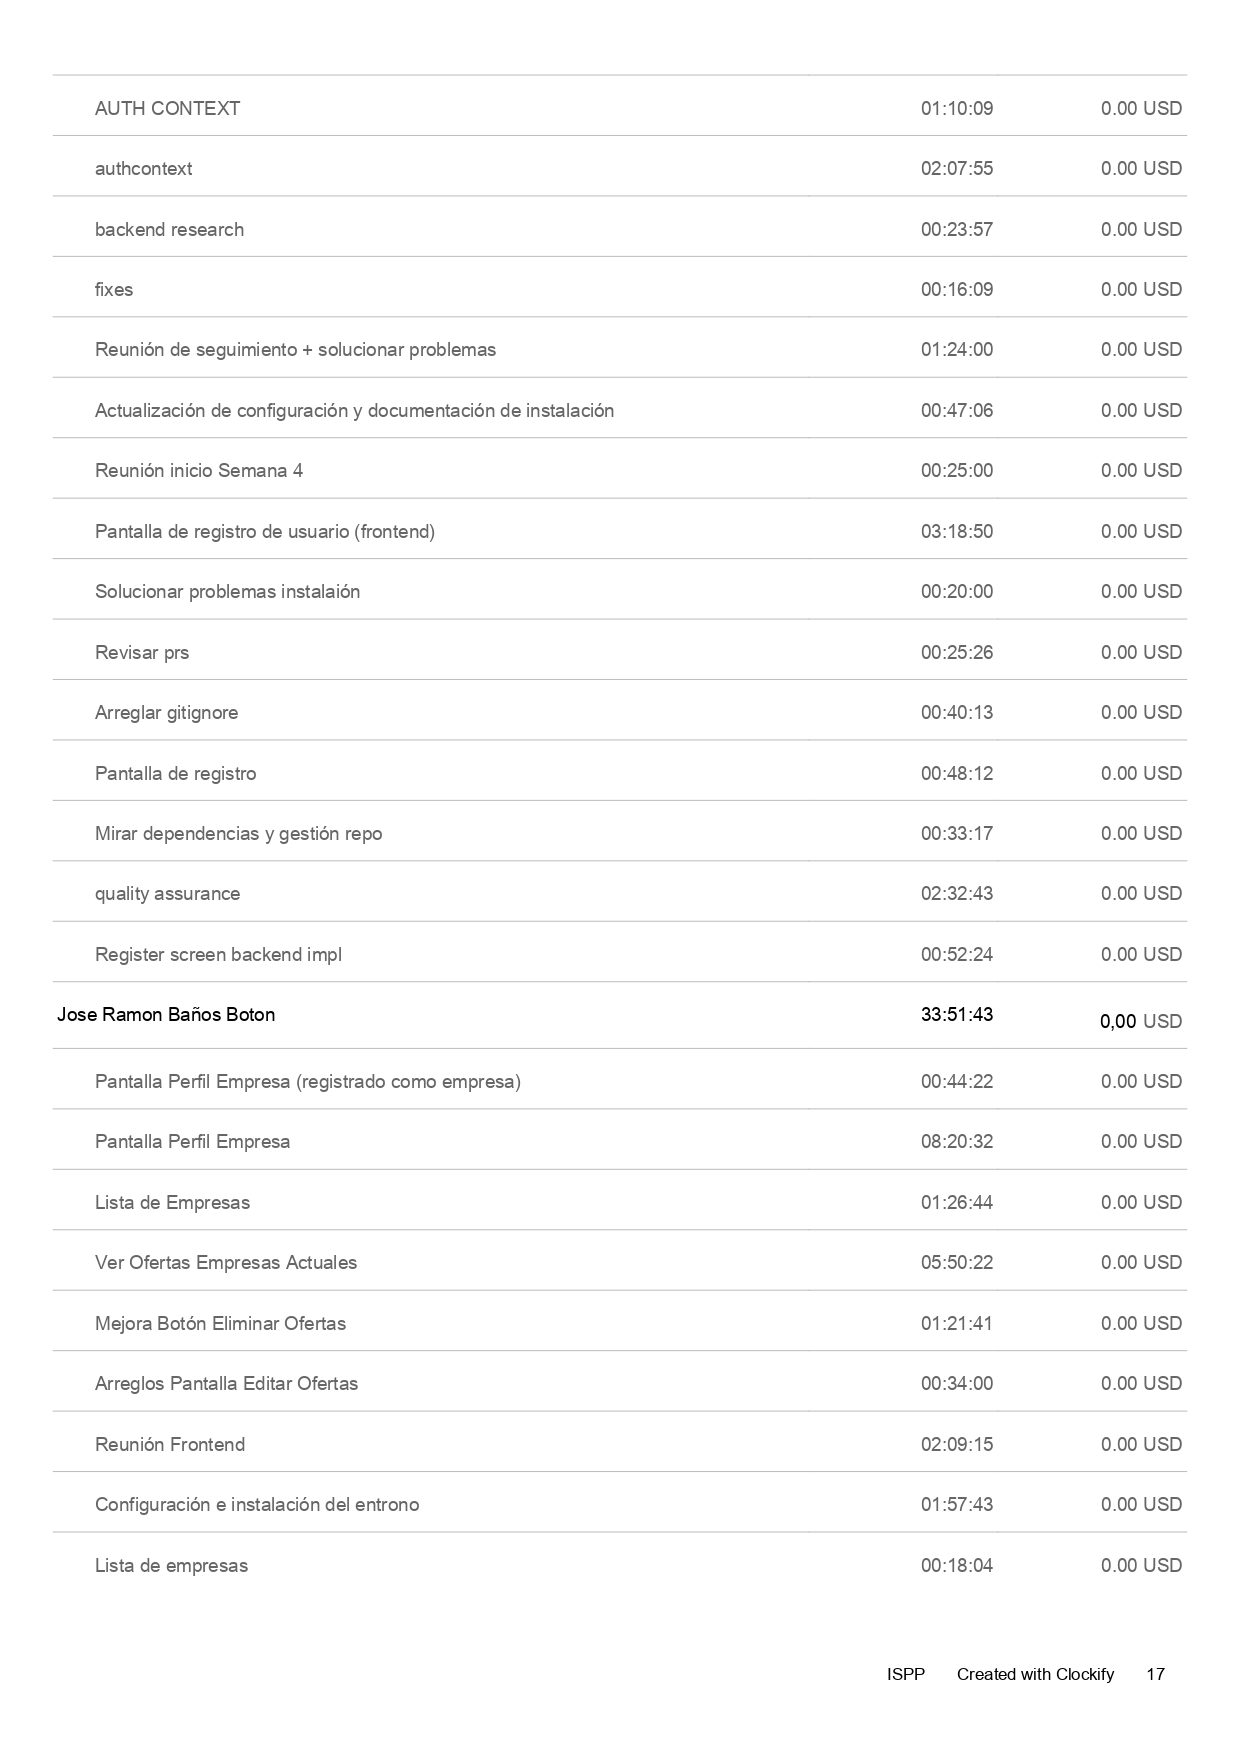 AUTH CONTEXT 01:10:09 0.00 USD
authcontext 02:07:55 0.00 USD
backend research 00:23:57 0.00 USD
fixes 00:16:09 0.00 USD
Reunión de seguimiento + solucionar problemas 01:24:00 0.00 USD
Actualización de configuración y documentación de instalación 00:47:06 0.00 USD
Reunión inicio Semana 4 00:25:00 0.00 USD
Pantalla de registro de usuario (frontend) 03:18:50 0.00 USD
Solucionar problemas instalaión 00:20:00 0.00 USD
Revisar prs 00:25:26 0.00 USD
Arreglar gitignore 00:40:13 0.00 USD
Pantalla de registro 00:48:12 0.00 USD
Mirar dependencias y gestión repo 00:33:17 0.00 USD
quality assurance 02:32:43 0.00 USD
Register screen backend impl 00:52:24 0.00 USD
Jose Ramon Baños Boton 33:51:43 0,00 USD
Pantalla Perfil Empresa (registrado como empresa) 00:44:22 0.00 USD
Pantalla Perfil Empresa 08:20:32 0.00 USD
Lista de Empresas 01:26:44 0.00 USD
Ver Ofertas Empresas Actuales 05:50:22 0.00 USD
Mejora Botón Eliminar Ofertas 01:21:41 0.00 USD
Arreglos Pantalla Editar Ofertas 00:34:00 0.00 USD
Reunión Frontend 02:09:15 0.00 USD
Configuración e instalación del entrono 01:57:43 0.00 USD
Lista de empresas 00:18:04 0.00 USD
ISPP Created with Clockify 17